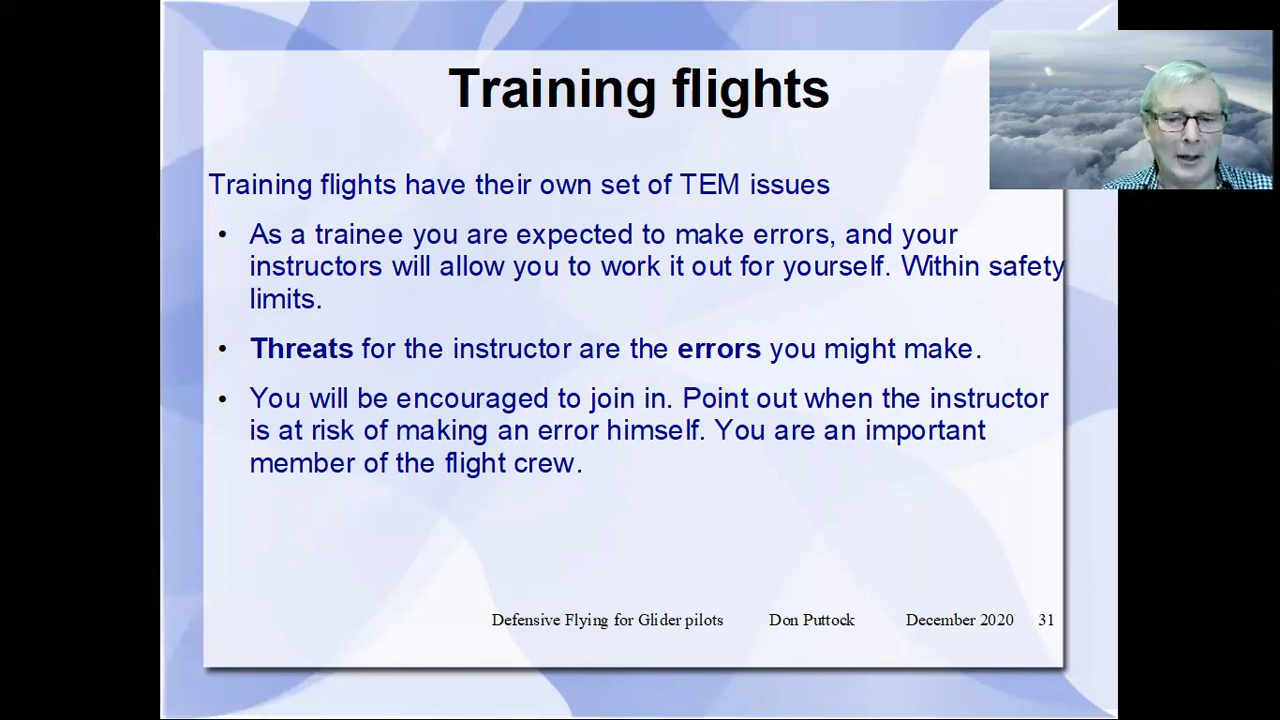 Training flights
Training flights have their own set of TEM issues
• As a trainee you are expected to make errors, and your
instructors will allow you to work it out for yourself. Within safety
limits.
• Threats for the instructor are the errors you might make.
• You will be encouraged to join in. Point out when the instructor
is at risk of making an error himself. You are an important
member of the flight crew.
Defensive Flying for Glider pilots Don Puttock December 2020 31